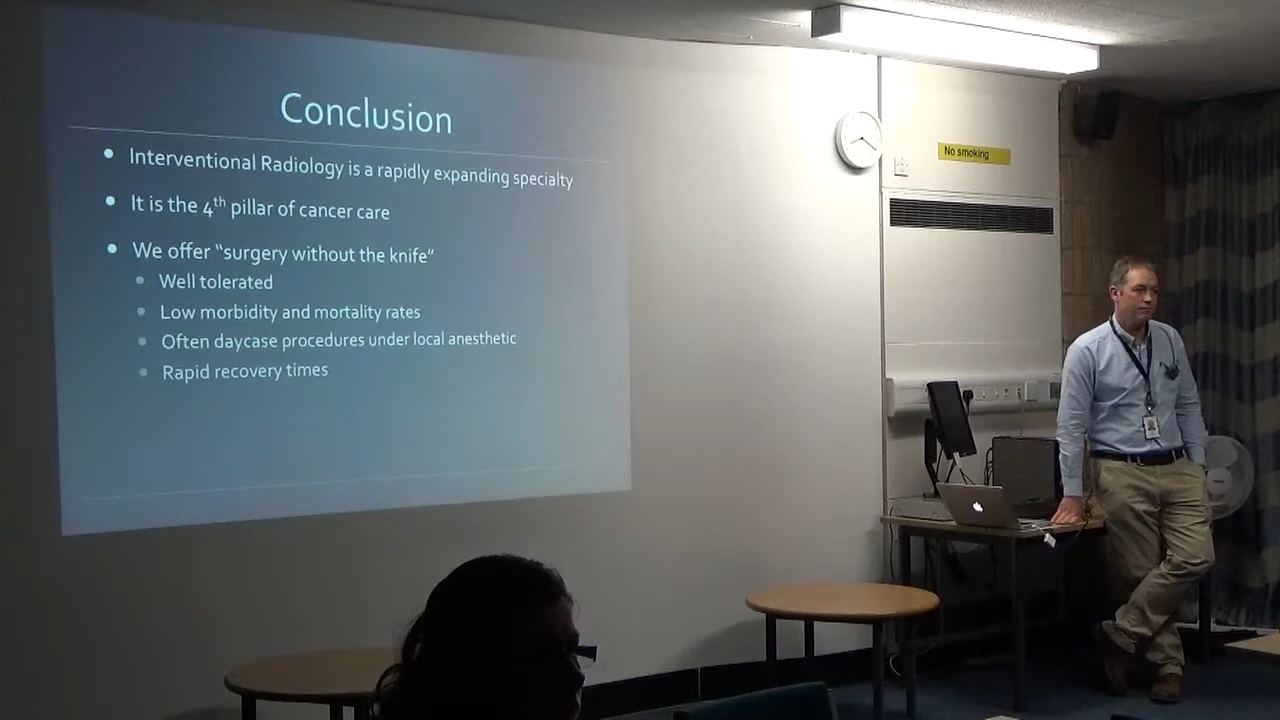 Conclusion
Interventional Radiology is a rapidly expanding specialty
It is the 4th pillar of cancer care
We offer “surgery without the knife”
Well tolerated
Low morbidity and mortality rates
Often daycase procedures under local anesthetic
Rapid recovery times
No smoking